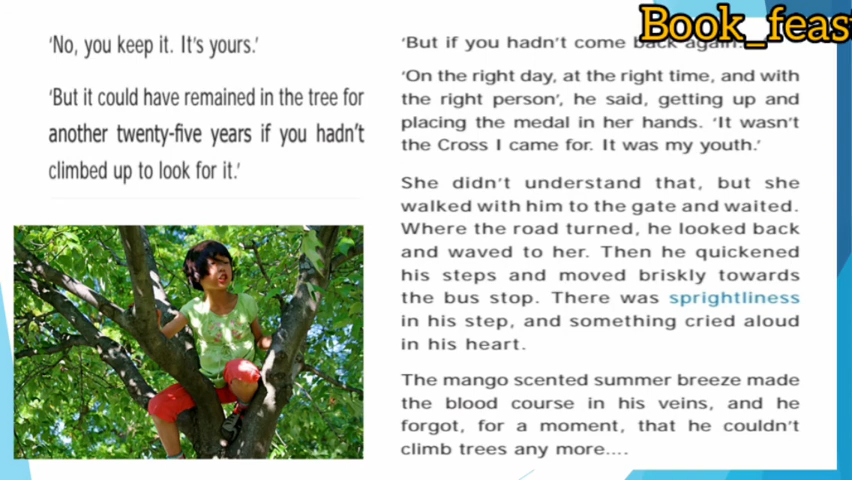 Book_feas
'No, you keep it. It's yours.'
'But it could have remained in the tree for
another twenty-five years if you hadn't
climbed up to look for it.'
'But if you hadn't come back again.'
'On the right day, at the right time, and with
the right person', he said, getting up and
placing the medal in her hands. 'It wasn't
the Cross I came for. It was my youth.'
She didn't understand that, but she
walked with him to the gate and waited.
Where the road turned, he looked back
and waved to her. Then he quickened
his steps and moved briskly towards
the bus stop. There was sprightliness
in his step, and something cried aloud
in his heart.
The mango scented summer breeze made
the blood course in his veins, and he
forgot, for a moment, that he couldn't
climb trees any more....